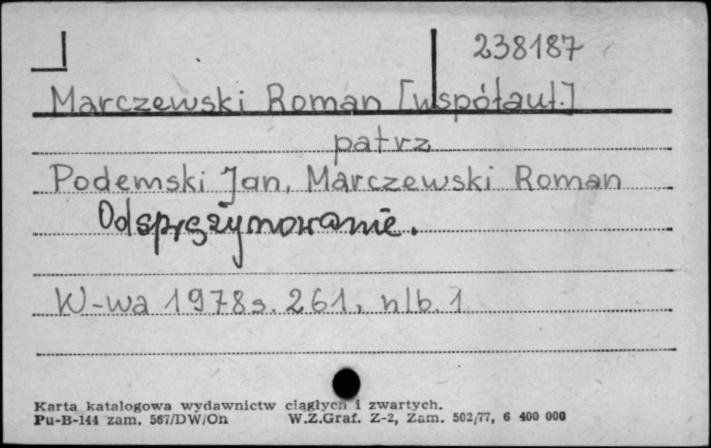 238187
Marczewski Roman [współaut.]
patrz
Podemski Jan, Marczewski Roman
Odsprężynowanie.
W-wa 1978 s. 261, nlb. 1
Karta katalogowa wydawnictw ciągłych i zwartych.
Pu-B-144 zam. 567/DW/On W.Z.Graf. Z-2, Zam. 502/77, 6 400 000